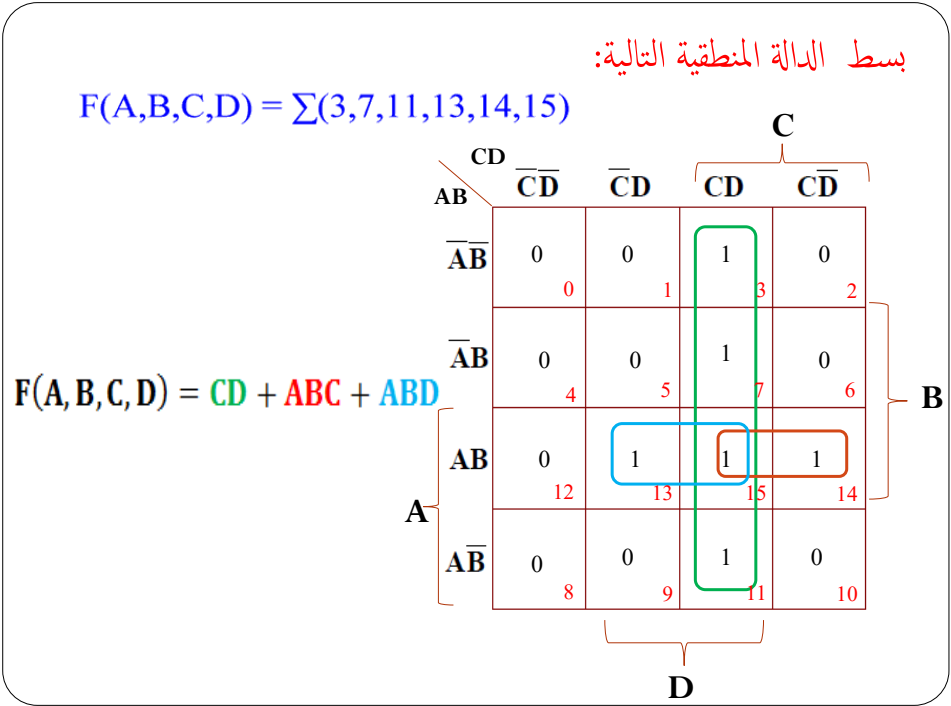 بسط الدالة المنطقية التالية:
F(A,B,C,D) = ∑(3,7,11,13,14,15)
C
CD
AB
C̅D̅ C̅D CD CD̅
A̅B̅ 0 0 1 0
0 1 3 2
A̅B 0 0 1 0
4 5 7 6
F(A, B, C, D) = CD + ABC + ABD
B
AB 0 1 1 1
12 13 15 14
A
AB̅ 0 0 1 0
8 9 11 10
D